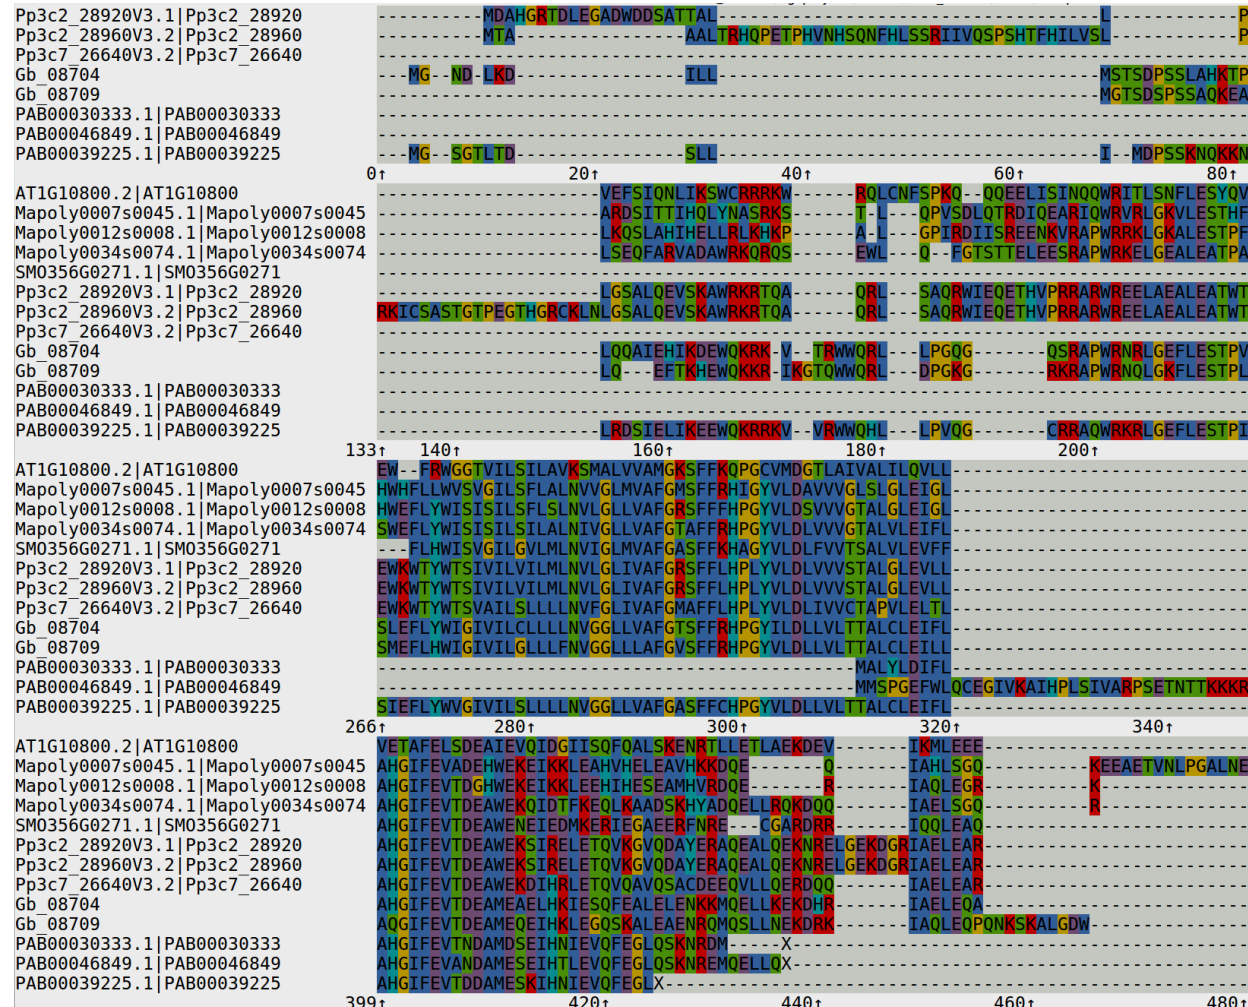 Pp3c2_28920V3.1|Pp3c2_28920 ----------MDAHGRTDLEGADWDDSATTAL------------------------------------L------------P
Pp3c2_28960V3.2|Pp3c2_28960 ----------MTA----------------AALTRHQPETPHVNHSQNFHLSSRIIVQSPSHTFHILVSL------------P
Pp3c7_26640V3.2|Pp3c7_26640 ----------------------------------------------------------------------------------
Gb_08704 ---MG--ND-LKD----------------ILL------------------------------------MSTSDPSSLAHKTP
Gb_08709 --------------------------------------------------------------------MGTSDSPSSAQKEA
PAB00030333.1|PAB00030333 ----------------------------------------------------------------------------------
PAB00046849.1|PAB00046849 ----------------------------------------------------------------------------------
PAB00039225.1|PAB00039225 ---MG--SGTLTD----------------SLL------------------------------------I--MDPSSKNQKKN
0↑ 20↑ 40↑ 60↑ 80↑
AT1G10800.2|AT1G10800 ---------------------VEFSIQNLIKSWCRRRKW------RQLCNFSPKQ--QQEELISINQQWRITLSNFLESYQV
Mapoly0007s0045.1|Mapoly0007s0045 ---------------------ARDSITTIHQLYNASRKS------T-L---QPVSDLQTRDIQEARIQWRVRLGKVLESTHF
Mapoly0012s0008.1|Mapoly0012s0008 ---------------------LKQSLAHIHELLRLKHKP------A-L---GPIRDIISREENKVRAPWRRKLGKALESTPF
Mapoly0034s0074.1|Mapoly0034s0074 ---------------------LSEQFARVADAWRKQRQS------EWL---Q--FGTSTTELEESRAPWRKELGEALEATPA
SMO356G0271.1|SMO356G0271 ----------------------------------------------------------------------------------
Pp3c2_28920V3.1|Pp3c2_28920 ---------------------LGSALQEVSKAWRKRTQA------QRL---SAQRWIEQETHVPRRARWREELAEALEATWT
Pp3c2_28960V3.2|Pp3c2_28960 RKICSASTGTPEGTHGRCKLNLGSALQEVSKAWRKRTQA------QRL---SAQRWIEQETHVPRRARWREELAEALEATWT
Pp3c7_26640V3.2|Pp3c7_26640 ----------------------------------------------------------------------------------
Gb_08704 ---------------------LQQAIEHIKDEWQKRK-V--TRWWQRL---LPGQG-------QSRAPWRNRLGEFLESTPV
Gb_08709 ---------------------LQ---EFTKHEWQKKR-IKGTQWWQRL---DPGKG-------RKRAPWRNQLGKFLESTPL
PAB00030333.1|PAB00030333 ----------------------------------------------------------------------------------
PAB00046849.1|PAB00046849 ----------------------------------------------------------------------------------
PAB00039225.1|PAB00039225 ---------------------LRDSIELIKEEWQKRRKV--VRWWQHL---LPVQG-------CRRAQWRKRLGEFLESTPI
133↑ 140↑ 160↑ 180↑ 200↑
AT1G10800.2|AT1G10800 EW--FRWGGTVILSILAVKSMALVVAMGKSFFKQPGCVMDGTLAIVALILQVLL----------------------------
Mapoly0007s0045.1|Mapoly0007s0045 HWHFLLWVSVGILSFLALNVVGLMVAFGMSFFRHIGYVLDAVVVGLSLGLEIGL----------------------------
Mapoly0012s0008.1|Mapoly0012s0008 HWEFLYWISISILSFLSLNVVGLLVAFGRSFFFHPGYVLDSVVVGTALGLEIGL----------------------------
Mapoly0034s0074.1|Mapoly0034s0074 SWEFLYWISISILSILALNIVGLLVAFGTAFFRHPGYVLDLVVVGTALVLEIFL----------------------------
SMO356G0271.1|SMO356G0271 ---FLHWISVGILGVLMLNVIGLMVAFGASFFKHAGYVLDLFVVTSALVLEVFF----------------------------
Pp3c2_28920V3.1|Pp3c2_28920 EWKWTYWTSIVILVILMLNVLGLIVAFGRSFFLHPLYVLDLVVVSTALGLEVLL----------------------------
Pp3c2_28960V3.2|Pp3c2_28960 EWKWTYWTSIVILVILMLNVLGLIVAFGRSFFLHPLYVLDLVVVSTALGLEVLL----------------------------
Pp3c7_26640V3.2|Pp3c7_26640 EWKWTYWTSVAILSLLLLNVFGLIVAFGMAFFLHPLYVLDLIVVCTAPVLELTL----------------------------
Gb_08704 SLEFLYWIGIVILCLLLLNVGGLLVAFGTSFFRHPGYILDLLVLTTALCLEIFL----------------------------
Gb_08709 SMEFLHWIGIVILGLLLFNVGGLLLAFGVSFFRHPGYVLDLLVLTTALCLEILL----------------------------
PAB00030333.1|PAB00030333 ---------------------------------------------MALYLDIFL----------------------------
PAB00046849.1|PAB00046849 ---------------------------------------------MMSPGEFWLQCEGIVKAIHPLSIVARPSETNTTKKKR
PAB00039225.1|PAB00039225 SIEFLYWVGIVILSLLLLNVGGLLVAFGASFFCHPGYVLDLLVLTTALCLEIFL----------------------------
266↑ 280↑ 300↑ 320↑ 340↑
AT1G10800.2|AT1G10800 VETAFELSDEAIEVQIDGIISQFQALSKENRTLLETLAEKDEV-------IKMLEEE-------------------------
Mapoly0007s0045.1|Mapoly0007s0045 AHGIFEVADEHWEKEIKKLEAHVHELEAVHKKDQE-------Q-------IAHLSGQ----------KEEAETVNLPGALNE
Mapoly0012s0008.1|Mapoly0012s0008 AHGIFEVTDGHWEKEIKKLEEHIHESEAMHVRDQE-------R-------IAQLEGR----------K--------------
Mapoly0034s0074.1|Mapoly0034s0074 AHGIFEVTDEAWEKQIDTFKEQLKAADSKHYADQELLRQKDQQ-------IAELSGQ----------R--------------
SMO356G0271.1|SMO356G0271 AHGIFEVTDEAWENEIEDMKERIEGAEERFNRE---CGARDRR-------IQQLEAQ-------------------------
Pp3c2_28920V3.1|Pp3c2_28920 AHGIFEVTDEAWEKSIRELETQVKGVQDAYERAQEALQEKNRELGEKDGRIAELEAR-------------------------
Pp3c2_28960V3.2|Pp3c2_28960 AHGIFEVTDEAWEKSIRELETQVKGVQDAYERAQEALQEKNRELGEKDGRIAELEAR-------------------------
Pp3c7_26640V3.2|Pp3c7_26640 AHGIFEVTDEAWEKDIHRLETQVQAVQSACDEEQVLLQERDQQ-------IAELEAR-------------------------
Gb_08704 AHGIFEVTDEAMEAELHKIESQFEALELENKKMQELLKEKDHR-------IAELEQA-------------------------
Gb_08709 AQGIFEVTDEAMEQEIHKLEGQSKALEAENRQMQSLLNEKDRK-------IAQLEQPQNKSKALGDW---------------
PAB00030333.1|PAB00030333 AHGIFEVTNDAMDSEIHNIEVQFEGLQSKNRDM-----X-------------------------------------------
PAB00046849.1|PAB00046849 AHGIFEVANDAMESEIHTLEVQFEGLQSKNREMQELLQX-------------------------------------------
PAB00039225.1|PAB00039225 AHGIFEVTDDAMESKIHNIEVQFEGLX-------------------------------------------------------
399↑ 420↑ 440↑ 460↑ 480↑